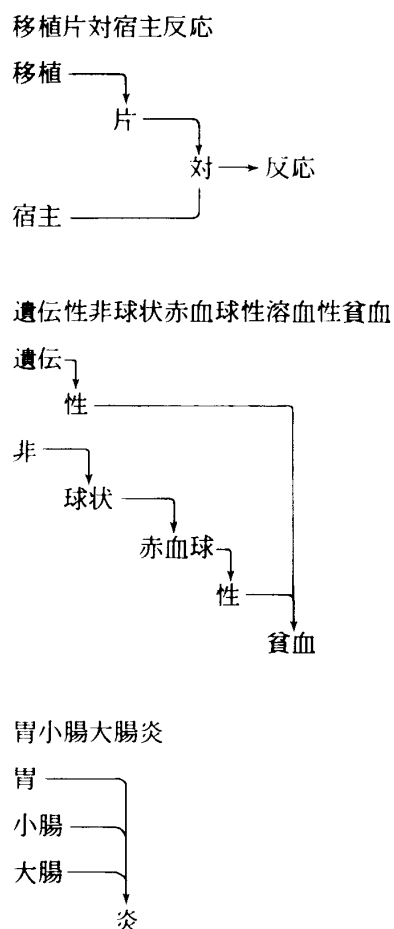 移植片対宿主反応
移植
片
対 反応
宿主
遺伝性非球状赤血球性溶血性貧血
遺伝
性
非
球状
赤血球
性
貧血
胃小腸大腸炎
胃
小腸
大腸
炎